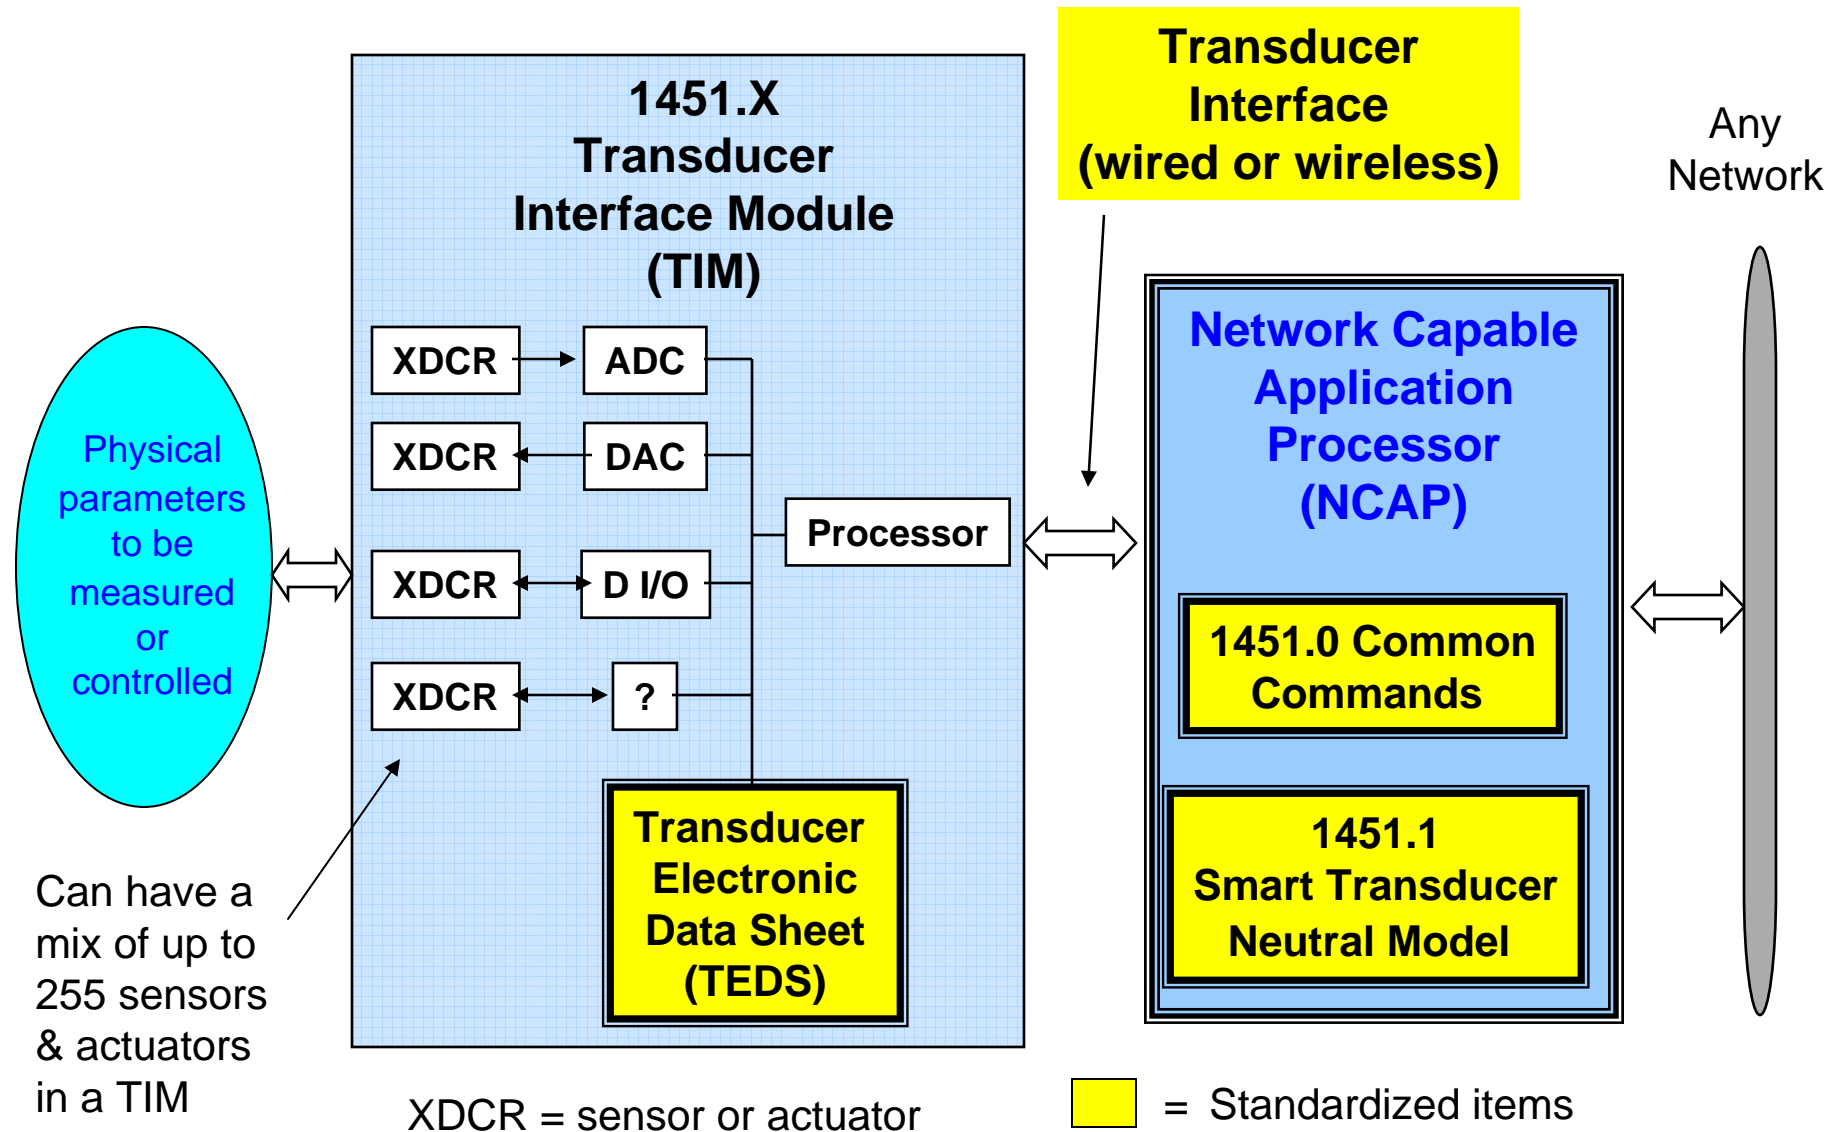 1451.X
Transducer
Interface Module
(TIM)
Transducer
Interface
(wired or wireless)
Any
Network
Physical
parameters
to be
measured
or
controlled
XDCR
ADC
XDCR
DAC
XDCR
D I/O
XDCR
?
Processor
Transducer
Electronic
Data Sheet
(TEDS)
Network Capable
Application
Processor
(NCAP)
1451.0 Common
Commands
1451.1
Smart Transducer
Neutral Model
Can have a
mix of up to
255 sensors
& actuators
in a TIM
XDCR = sensor or actuator
= Standardized items